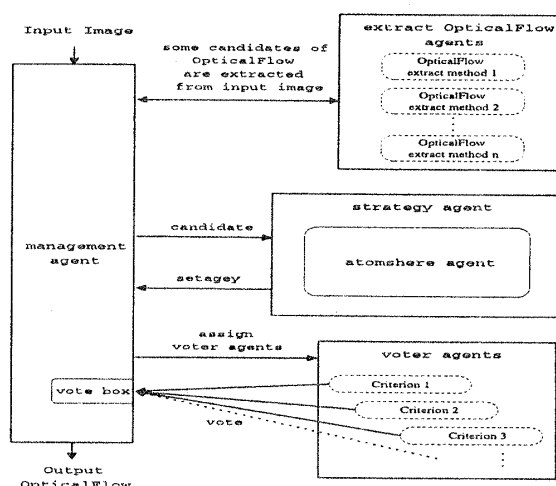 Input Image
some candidates of
OpticalFlow
are extracted
from input image
extract OpticalFlow
agents
OpticalFlow
extract method 1
OpticalFlow
extract method 2
OpticalFlow
extract method n
strategy agent
candidate
management
agent
atomshere agent
setagey
assign
voter agents
voter agents
vote box
Criterion 1
Criterion 2
vote
Criterion 3
Output
OpticalFlow